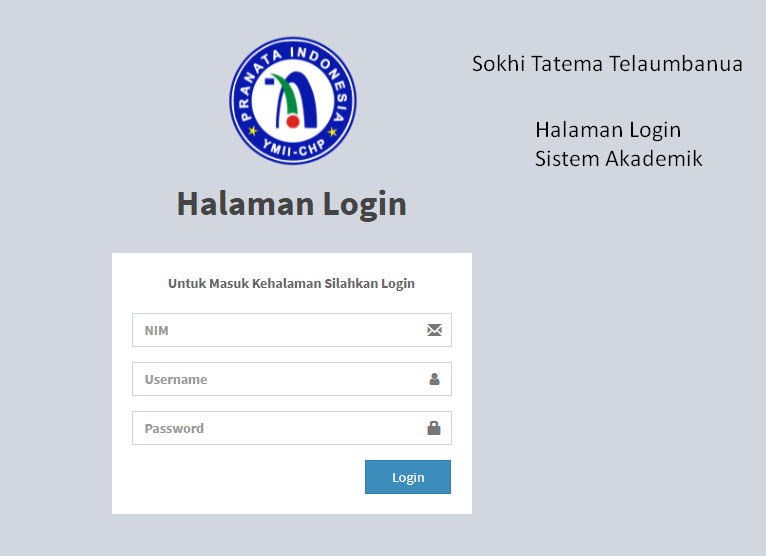 PRANATA INDONESIA
YMII-CHP
Sokhi Tatema Telaumbanua
Halaman Login
Sistem Akademik
Halaman Login
Untuk Masuk Kehalaman Silahkan Login
NIM
Username
Password
Login